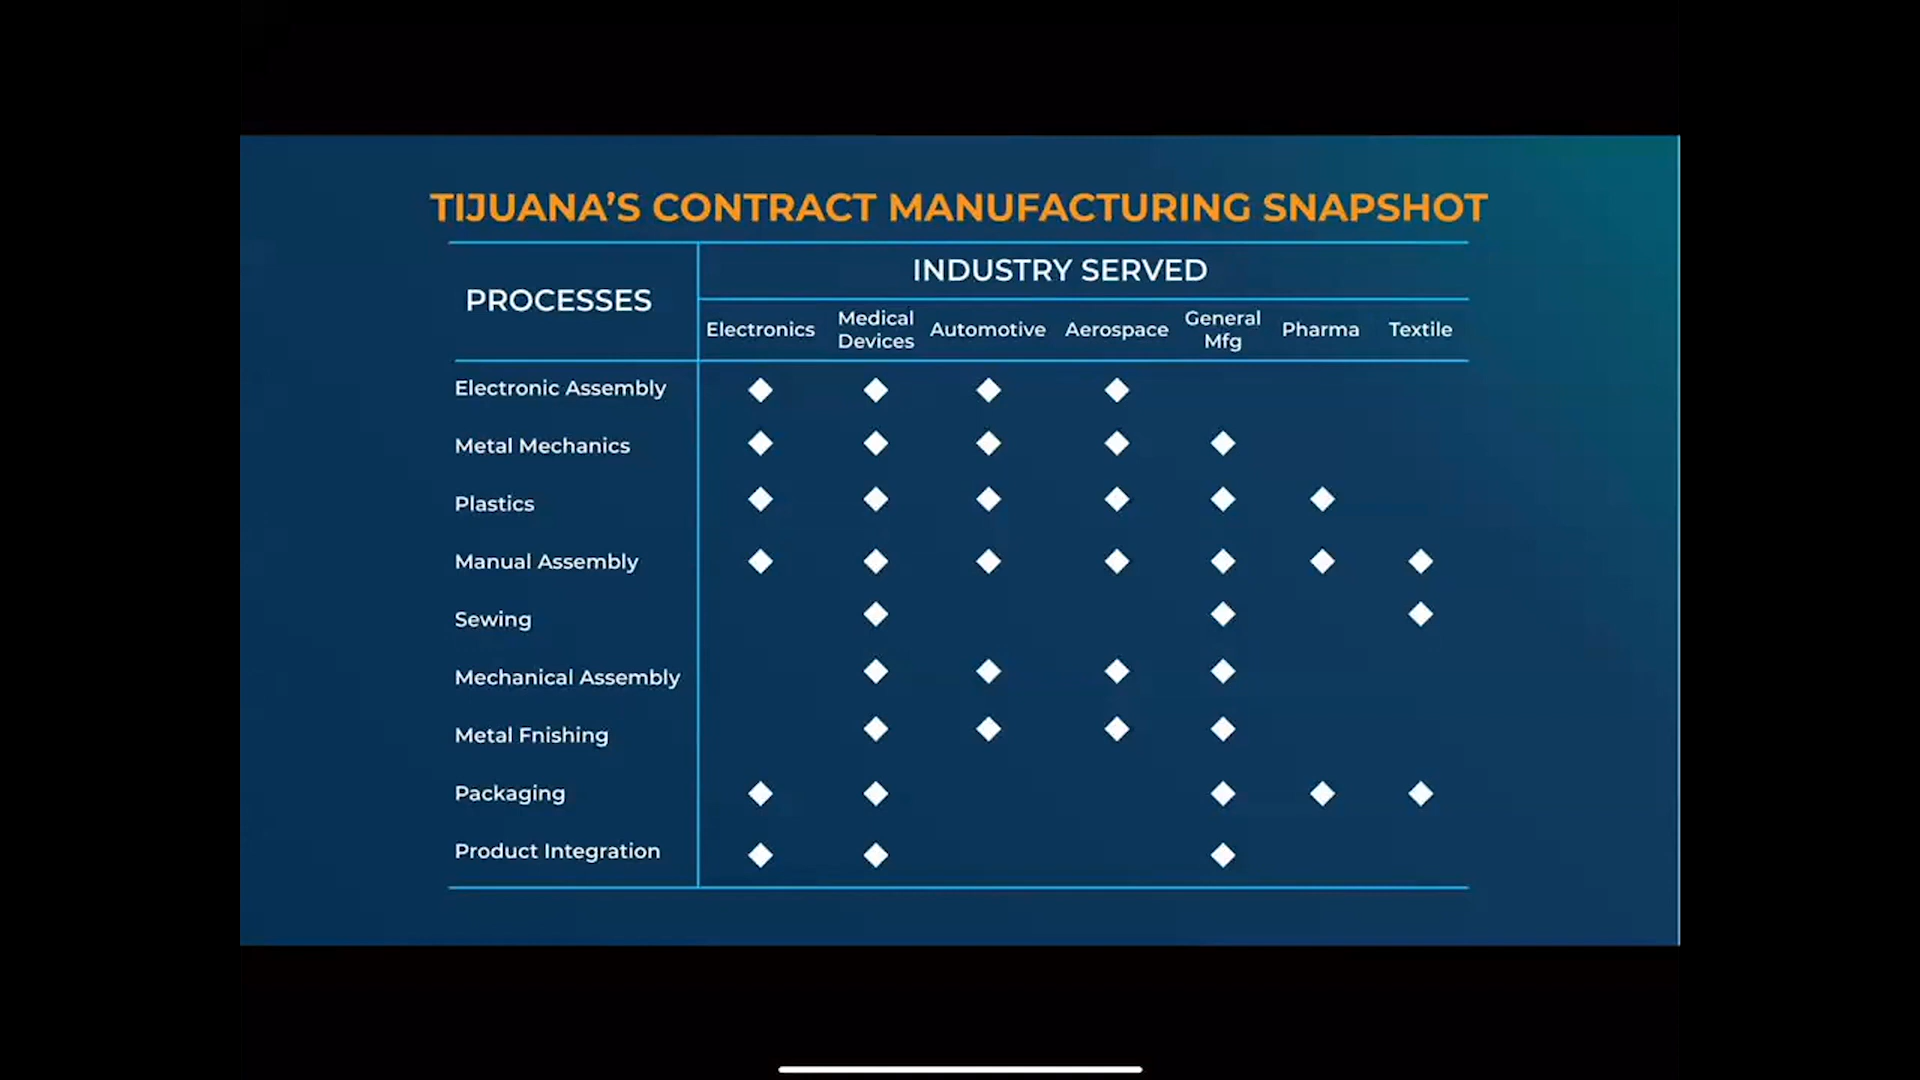 TIJUANA'S CONTRACT MANUFACTURING SNAPSHOT
PROCESSES
INDUSTRY SERVED
Electronics
Medical
Devices
Automotive
Aerospace
General
Mfg
Pharma
Textile
Electronic Assembly
Metal Mechanics
Plastics
Manual Assembly
Sewing
Mechanical Assembly
Metal Fnishing
Packaging
Product Integration